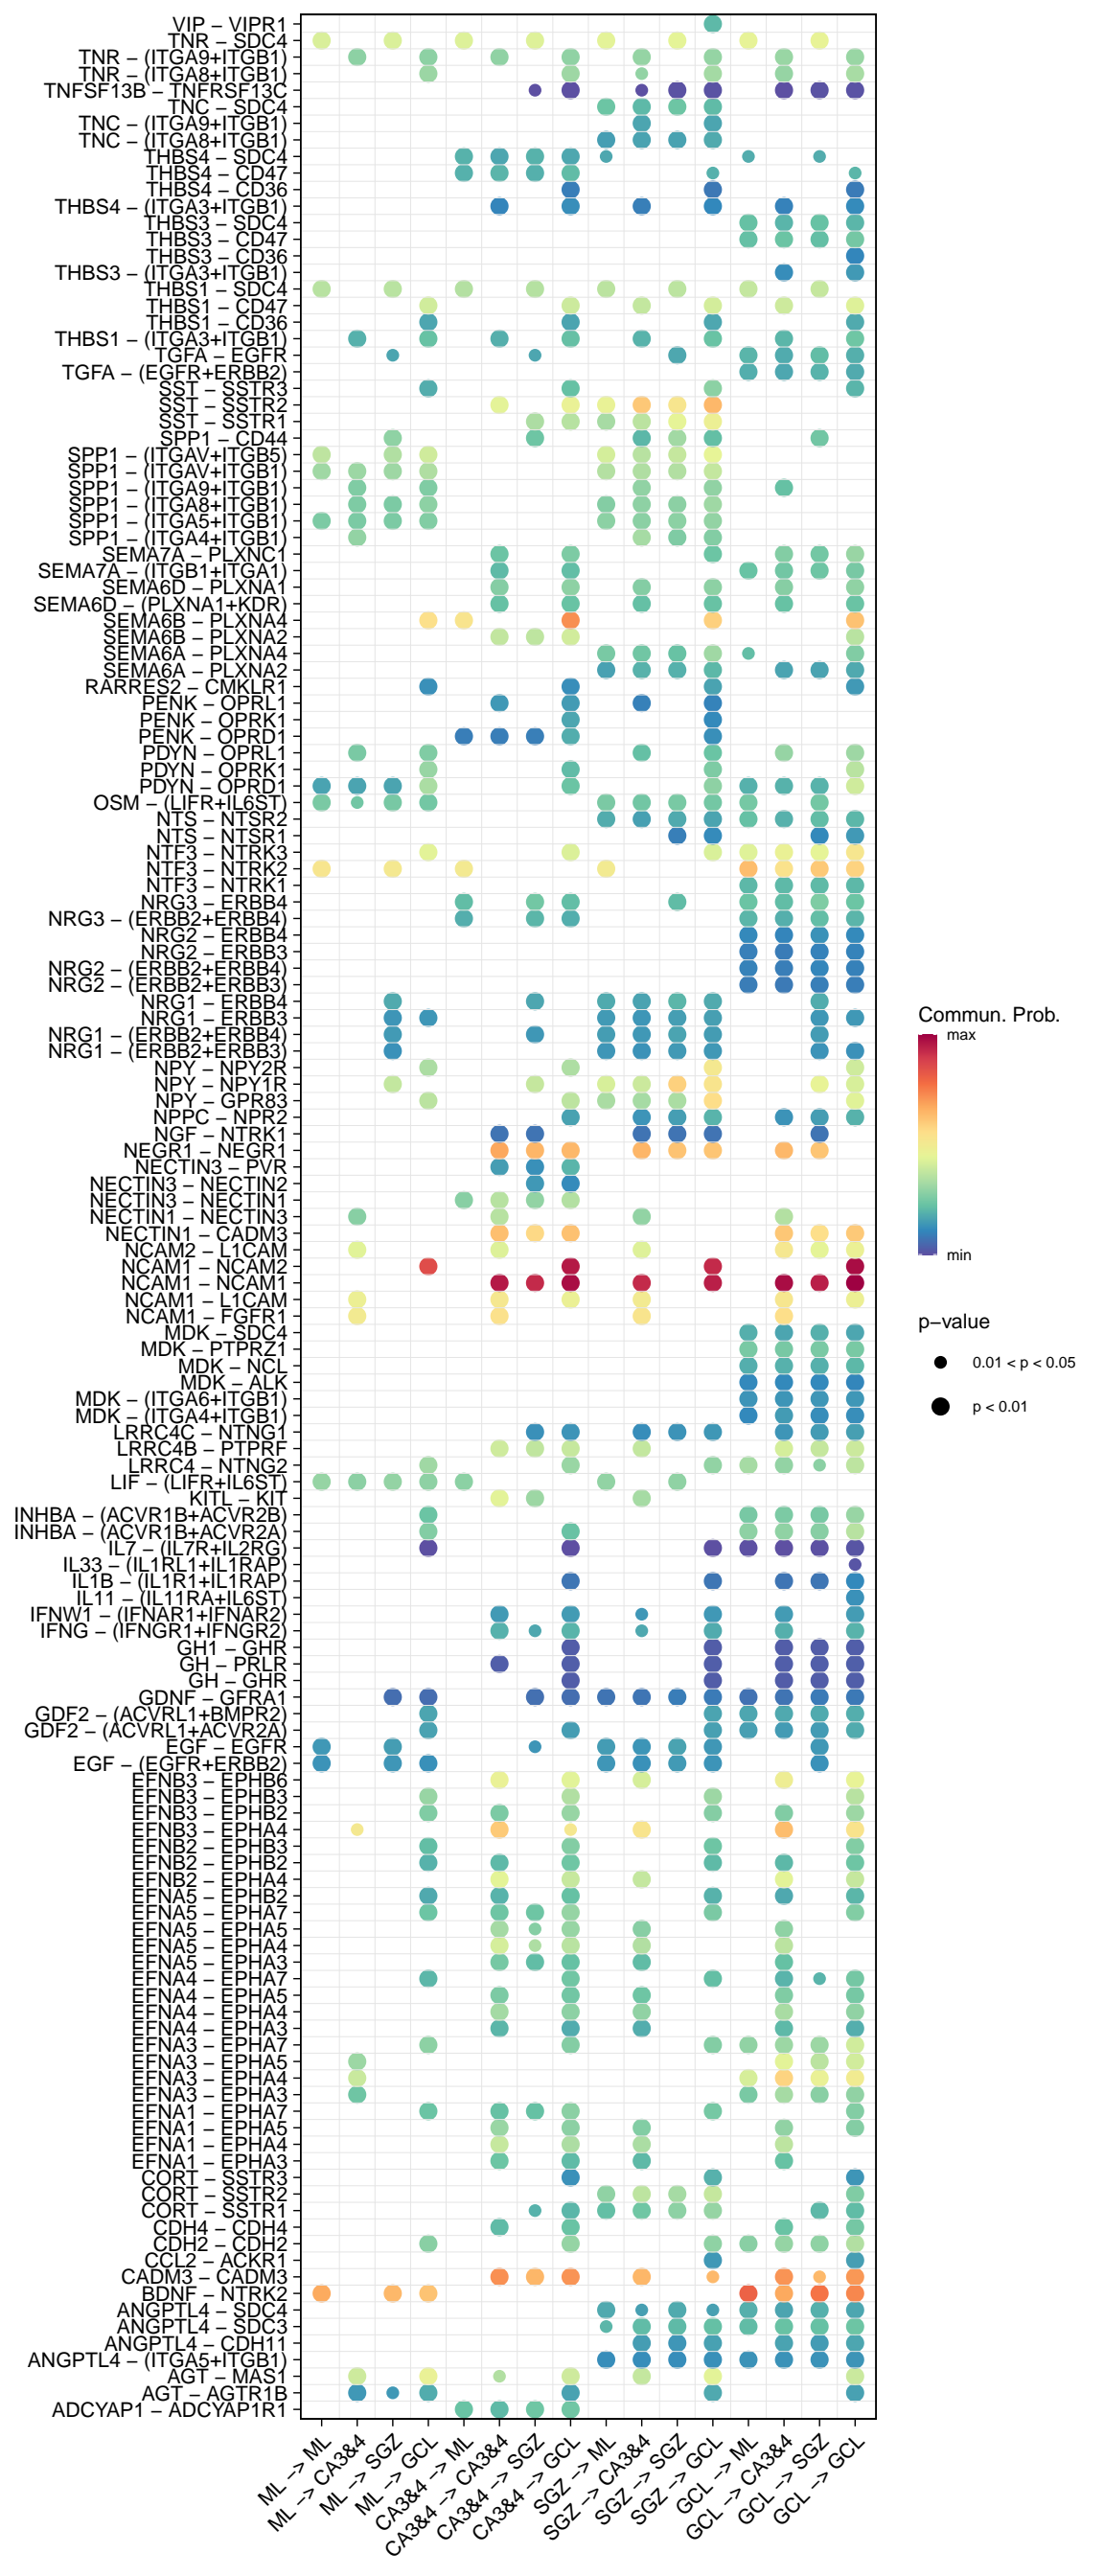 VIP – VIPR1
TNR – SDC4
TNR – (ITGA9+ITGB1)
TNR – (ITGA8+ITGB1)
TNFSF13B – TNFRSF13C
TNC – SDC4
TNC – (ITGA9+ITGB1)
TNC – (ITGA8+ITGB1)
THBS4 – SDC4
THBS4 – CD47
THBS4 – CD36
THBS4 – (ITGA3+ITGB1)
THBS3 – SDC4
THBS3 – CD47
THBS3 – CD36
THBS3 – (ITGA3+ITGB1)
THBS1 – SDC4
THBS1 – CD47
THBS1 – CD36
THBS1 – (ITGA3+ITGB1)
TGFA – EGFR
TGFA – (EGFR+ERBB2)
SST – SSTR3
SST – SSTR2
SST – SSTR1
SPP1 – CD44
SPP1 – (ITGAV+ITGB5)
SPP1 – (ITGAV+ITGB1)
SPP1 – (ITGA9+ITGB1)
SPP1 – (ITGA8+ITGB1)
SPP1 – (ITGA5+ITGB1)
SPP1 – (ITGA4+ITGB1)
SEMA7A – PLXNC1
SEMA7A – (ITGB1+ITGA1)
SEMA6D – PLXNA1
SEMA6D – (PLXNA1+KDR)
SEMA6B – PLXNA4
SEMA6B – PLXNA2
SEMA6A – PLXNA4
SEMA6A – PLXNA2
RARRES2 – CMKLR1
PENK – OPRL1
PENK – OPRK1
PENK – OPRD1
PDYN – OPRL1
PDYN – OPRK1
PDYN – OPRD1
OSM – (LIFR+IL6ST)
NTS – NTSR2
NTS – NTSR1
NTF3 – NTRK3
NTF3 – NTRK2
NTF3 – NTRK1
NRG3 – ERBB4
NRG3 – (ERBB2+ERBB4)
NRG2 – ERBB4
NRG2 – ERBB3
NRG2 – (ERBB2+ERBB4)
NRG2 – (ERBB2+ERBB3)
NRG1 – ERBB4
NRG1 – ERBB3
NRG1 – (ERBB2+ERBB4)
NRG1 – (ERBB2+ERBB3)
NPY – NPY2R
NPY – NPY1R
NPY – GPR83
NPPC – NPR2
NGF – NTRK1
NEGR1 – NEGR1
NECTIN3 – PVR
NECTIN3 – NECTIN2
NECTIN3 – NECTIN1
NECTIN1 – NECTIN3
NECTIN1 – CADM3
NCAM2 – L1CAM
NCAM1 – NCAM2
NCAM1 – NCAM1
NCAM1 – L1CAM
NCAM1 – FGFR1
MDK – SDC4
MDK – PTPRZ1
MDK – NCL
MDK – ALK
MDK – (ITGA6+ITGB1)
MDK – (ITGA4+ITGB1)
LRRC4C – NTNG1
LRRC4B – PTPRF
LRRC4 – NTNG2
LIF – (LIFR+IL6ST)
KITL – KIT
INHBA – (ACVR1B+ACVR2B)
INHBA – (ACVR1B+ACVR2A)
IL7 – (IL7R+IL2RG)
IL33 – (IL1RL1+IL1RAP)
IL1B – (IL1R1+IL1RAP)
IL11 – (IL11RA+IL6ST)
IFNW1 – (IFNAR1+IFNAR2)
IFNG – (IFNGR1+IFNGR2)
GH1 – GHR
GH – PRLR
GH – GHR
GDNF – GFRA1
GDF2 – (ACVRL1+BMPR2)
GDF2 – (ACVRL1+ACVR2A)
EGF – EGFR
EGF – (EGFR+ERBB2)
EFNB3 – EPHB6
EFNB3 – EPHB3
EFNB3 – EPHB2
EFNB3 – EPHA4
EFNB2 – EPHB3
EFNB2 – EPHB2
EFNB2 – EPHA4
EFNA5 – EPHB2
EFNA5 – EPHA7
EFNA5 – EPHA5
EFNA5 – EPHA4
EFNA5 – EPHA3
EFNA4 – EPHA7
EFNA4 – EPHA5
EFNA4 – EPHA4
EFNA4 – EPHA3
EFNA3 – EPHA7
EFNA3 – EPHA5
EFNA3 – EPHA4
EFNA3 – EPHA3
EFNA1 – EPHA7
EFNA1 – EPHA5
EFNA1 – EPHA4
EFNA1 – EPHA3
CORT – SSTR3
CORT – SSTR2
CORT – SSTR1
CDH4 – CDH4
CDH2 – CDH2
CCL2 – ACKR1
CADM3 – CADM3
BDNF – NTRK2
ANGPTL4 – SDC4
ANGPTL4 – SDC3
ANGPTL4 – CDH11
ANGPTL4 – (ITGA5+ITGB1)
AGT – MAS1
AGT – AGTR1B
ADCYAP1 – ADCYAP1R1
ML –> ML
ML –> CA3&4
ML –> SGZ
ML –> GCL
CA3&4 –> ML
CA3&4 –> CA3&4
CA3&4 –> SGZ
CA3&4 –> GCL
SGZ –> ML
SGZ –> CA3&4
SGZ –> SGZ
SGZ –> GCL
GCL –> ML
GCL –> CA3&4
GCL –> SGZ
GCL –> GCL
Commun. Prob.
max
min
p–value
0.01 < p < 0.05
p < 0.01